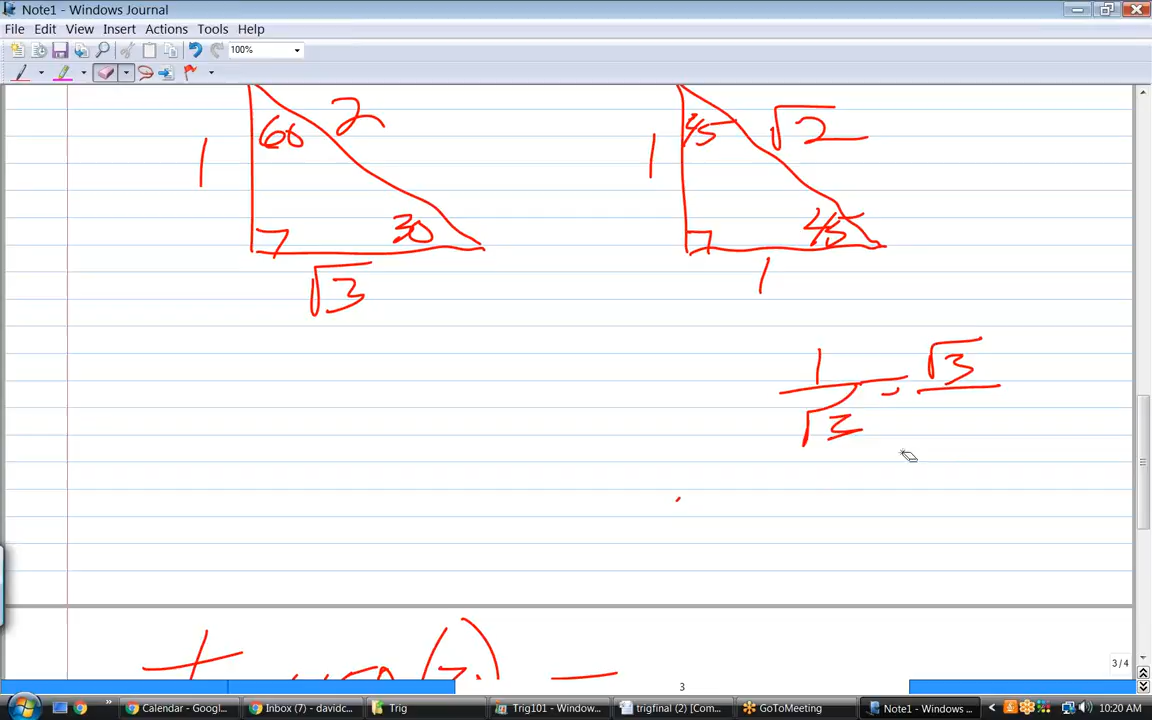 Note1 - Windows Journal
File Edit View Insert Actions Tools Help
100%
60 2 45 √2
1 1
30 45
√3 1
1/√3 = √3
3/4
3
Calendar - Googl... Inbox (7) - davidc... Trig Trig101 - Window... trigfinal (2) [Com... GoToMeeting Note1 - Windows ... 10:20 AM